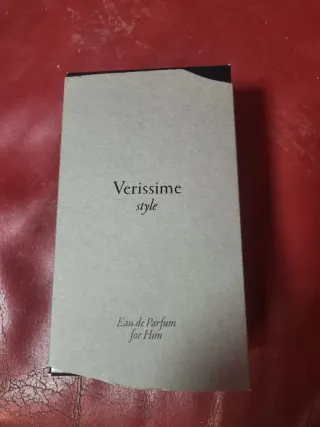 Verissime
style
Eau de Parfum
for Him